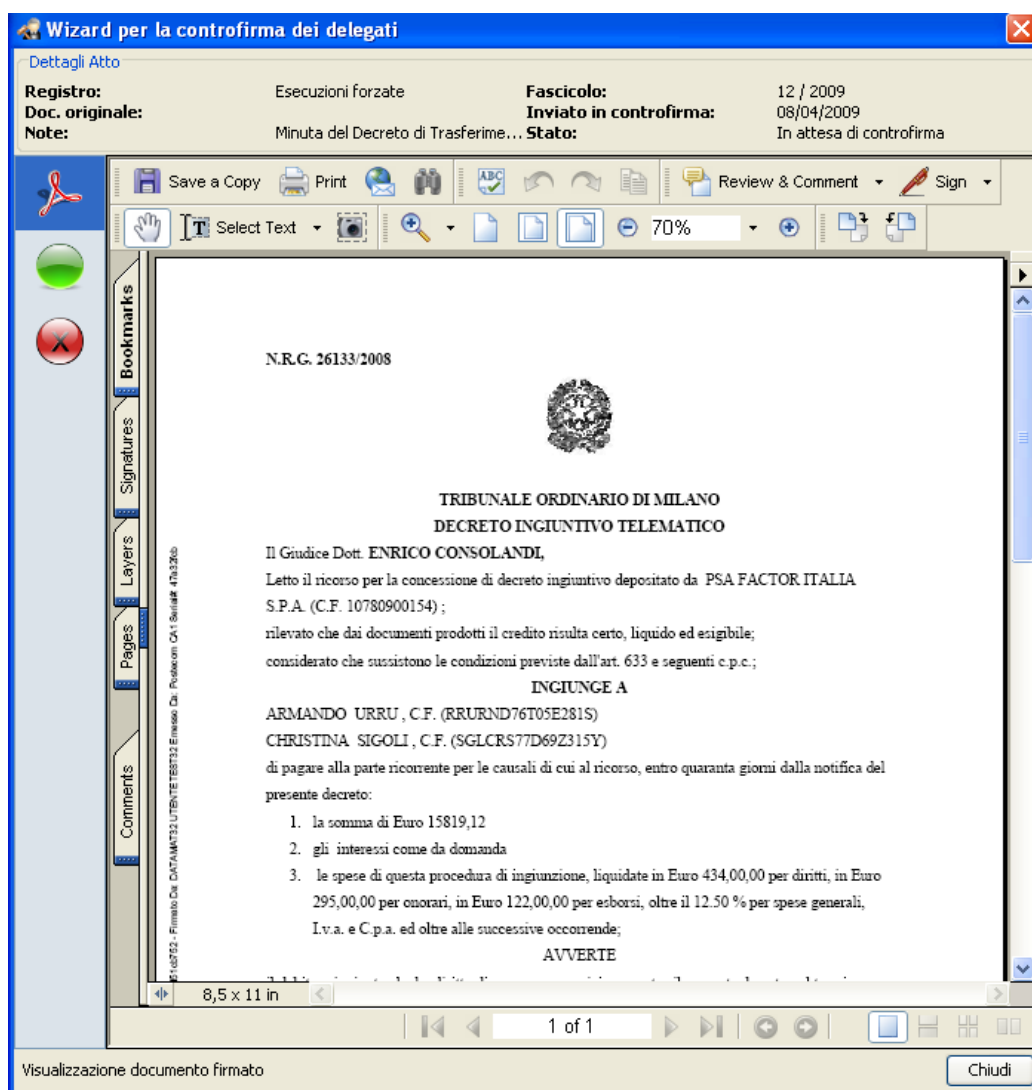 Wizard per la controfirma dei delegati
Dettagli Atto
Registro: Esecuzioni forzate Fascicolo: 12 / 2009
Doc. originale: Inviato in controfirma: 08/04/2009
Note: Minuta del Decreto di Trasferime... Stato: In attesa di controfirma
Save a Copy Print Review & Comment Sign
Select Text 70%
Bookmarks
Signatures
Layers
Pages
Comments
N.R.G. 26133/2008
TRIBUNALE ORDINARIO DI MILANO
DECRETO INGIUNTIVO TELEMATICO
Il Giudice Dott. ENRICO CONSOLANDI,
Letto il ricorso per la concessione di decreto ingiuntivo depositato da PSA FACTOR ITALIA
S.P.A. (C.F. 10780900154) ;
rilevato che dai documenti prodotti il credito risulta certo, liquido ed esigibile;
considerato che sussistono le condizioni previste dall'art. 633 e seguenti c.p.c.;
INGIUNGE A
ARMANDO URRU , C.F. (RRURND76T05E281S)
CHRISTINA SIGOLI , C.F. (SGLCRS77D69Z315Y)
di pagare alla parte ricorrente per le causali di cui al ricorso, entro quaranta giorni dalla notifica del
presente decreto:
1. la somma di Euro 15819,12
2. gli interessi come da domanda
3. le spese di questa procedura di ingiunzione, liquidate in Euro 434,00,00 per diritti, in Euro
295,00,00 per onorari, in Euro 122,00,00 per esborsi, oltre il 12.50 % per spese generali,
I.v.a. e C.p.a. ed oltre alle successive occorrende;
AVVERTE
Firmato Da: DATAMAT32 UTENTETEST32 Emesso Da: Postecom CA1 Serial#:
8,5 x 11 in
1 of 1
Visualizzazione documento firmato
Chiudi